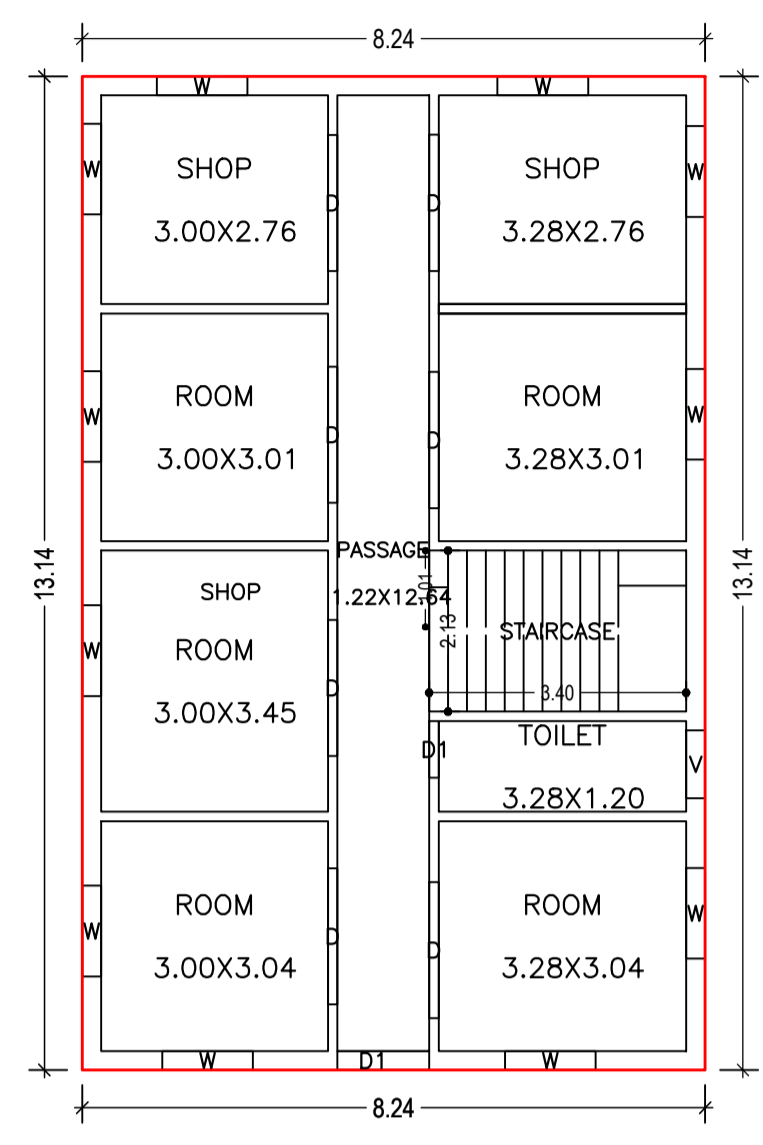 8.24
W
W
W
SHOP
SHOP
W
W
D
D
3.00X2.76
3.28X2.76
ROOM
ROOM
W
W
D
D
3.00X3.01
3.28X3.01
PASSAGE
13.14
13.14
SHOP
1.22X12.64
2.13
STAIRCASE
ROOM
W
D
3.40
3.00X3.45
TOILET
D1
V
3.28X1.20
ROOM
ROOM
W
W
D
D
3.00X3.04
3.28X3.04
W
D1
W
8.24